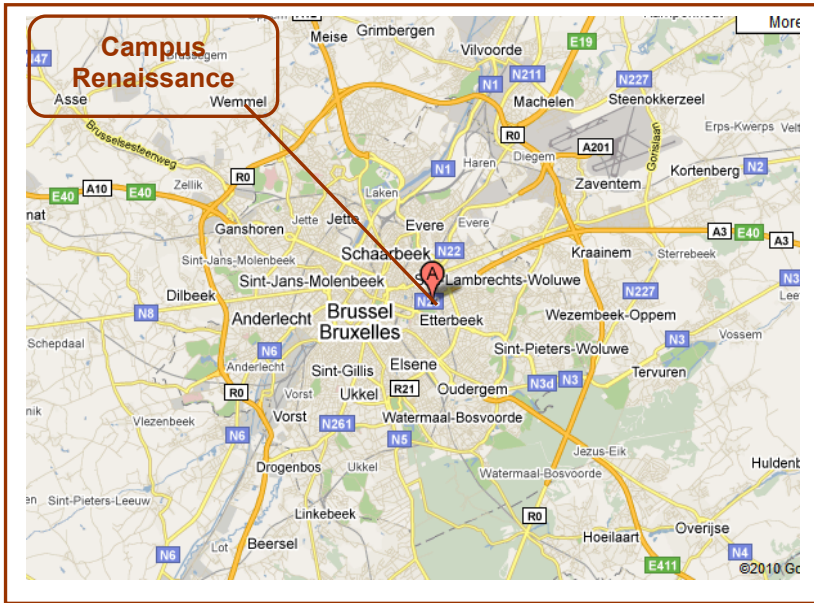 Campus
Renaissance
More
Grimbergen
Meise
E19
Vilvoorde
N47
N211
N227
N1
Asse
Wemmel
Machelen
Steenokkerzeel
Brusselsesteenweg
R0
Erps-Kwerps
A201
Haren
Diegem
N1
Kortenberg
N2
Zellik
R0
Zaventem
E40
A10
E40
Laken
Jette
Jette
Evere
Evere
Ganshoren
A3
E40
A3
Schaarbeek
N22
Kraainem
Sterrebeek
Sint-Jans-Molenbeek
Sint-Jans-Molenbeek
A
Lambrechts-Woluwe
N3
Dilbeek
N227
N8
Brussel
Bruxelles
Anderlecht
Etterbeek
Wezembeek-Oppem
Vossem
Schepdaal
N6
Sint-Pieters-Woluwe
N3
Anderlecht
Elsene
Sint-Gillis
Tervuren
R0
Ukkel
R21
Oudergem
N3d
N3
Vorst
Vorst
Vlezenbeek
N261
Watermaal-Bosvoorde
N6
N5
Jezus-Eik
Drogenbos
Ukkel
Watermaal-Bosvoorde
Sint-Pieters-Leeuw
Linkebeek
R0
Overijse
Hoeilaart
N6
Lot
Beersel
N4
E411
©2010